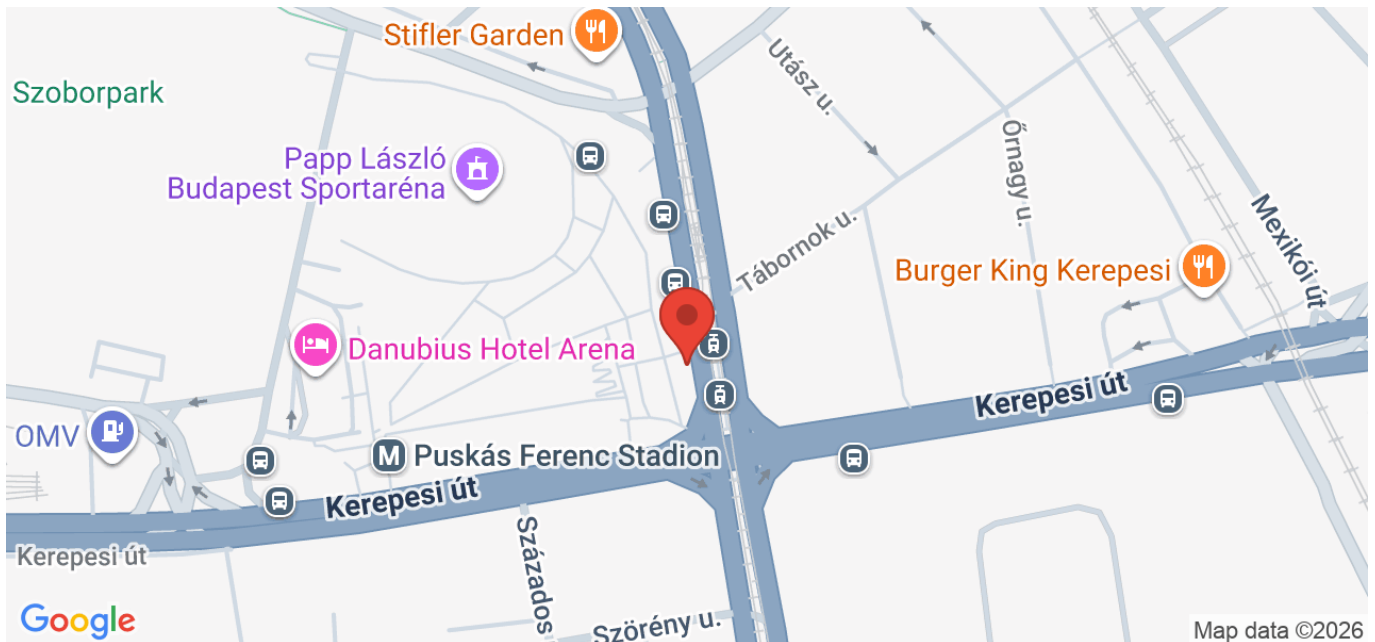 Stifler Garden
Szoborpark
Utász u.
Papp László
Budapest Sportaréna
Őrnagy u.
Tábornok u.
Mexikói út
Burger King Kerepesi
Danubius Hotel Arena
Kerepesi út
OMV
M Puskás Ferenc Stadion
Kerepesi út
Százados
Kerepesi út
Szörény u.
Google
Map data ©2026